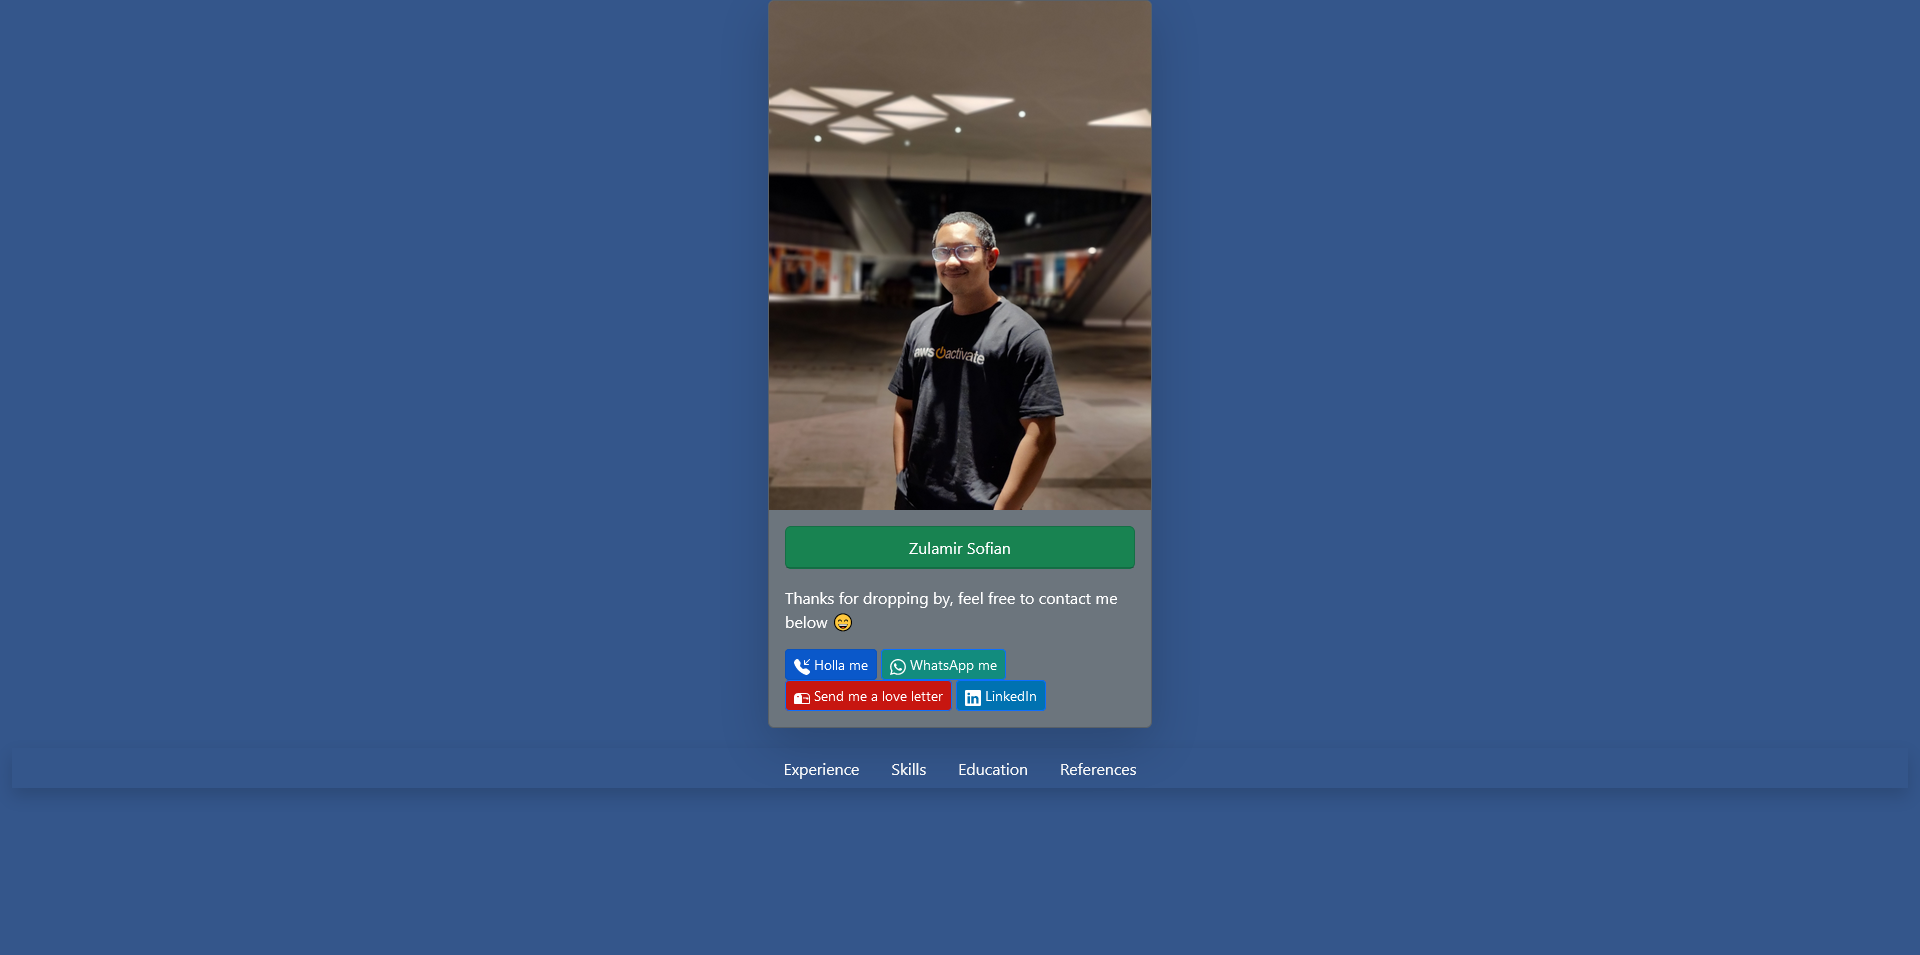 aws activate
Zulamir Sofian
Thanks for dropping by, feel free to contact me
below 😄
Holla me WhatsApp me
Send me a love letter LinkedIn
Experience Skills Education References